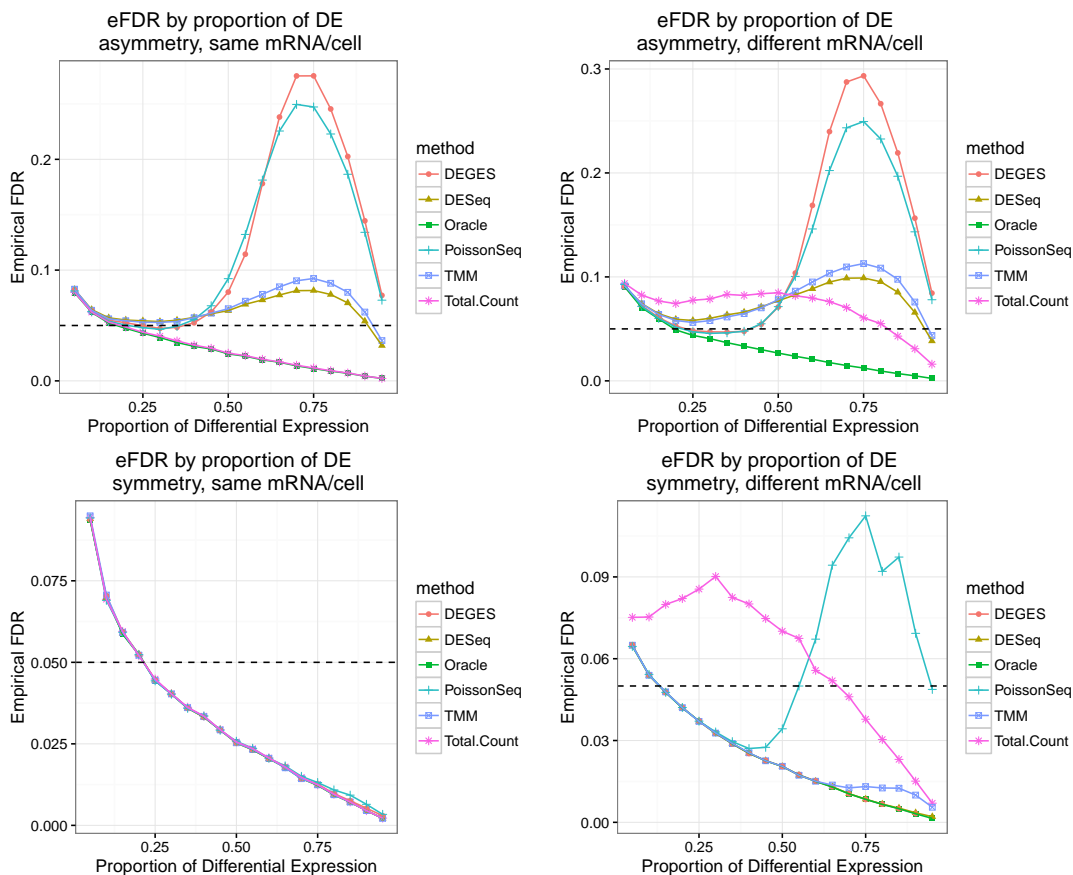 eFDR by proportion of DE
asymmetry, same mRNA/cell
Empirical FDR
0.2
0.1
0.0
0.25 0.50 0.75
Proportion of Differential Expression
method
DEGES
DESeq
Oracle
PoissonSeq
TMM
Total.Count
eFDR by proportion of DE
asymmetry, different mRNA/cell
Empirical FDR
0.3
0.2
0.1
0.0
0.25 0.50 0.75
Proportion of Differential Expression
method
DEGES
DESeq
Oracle
PoissonSeq
TMM
Total.Count
eFDR by proportion of DE
symmetry, same mRNA/cell
Empirical FDR
0.075
0.050
0.025
0.000
0.25 0.50 0.75
Proportion of Differential Expression
method
DEGES
DESeq
Oracle
PoissonSeq
TMM
Total.Count
eFDR by proportion of DE
symmetry, different mRNA/cell
Empirical FDR
0.09
0.06
0.03
0.00
0.25 0.50 0.75
Proportion of Differential Expression
method
DEGES
DESeq
Oracle
PoissonSeq
TMM
Total.Count